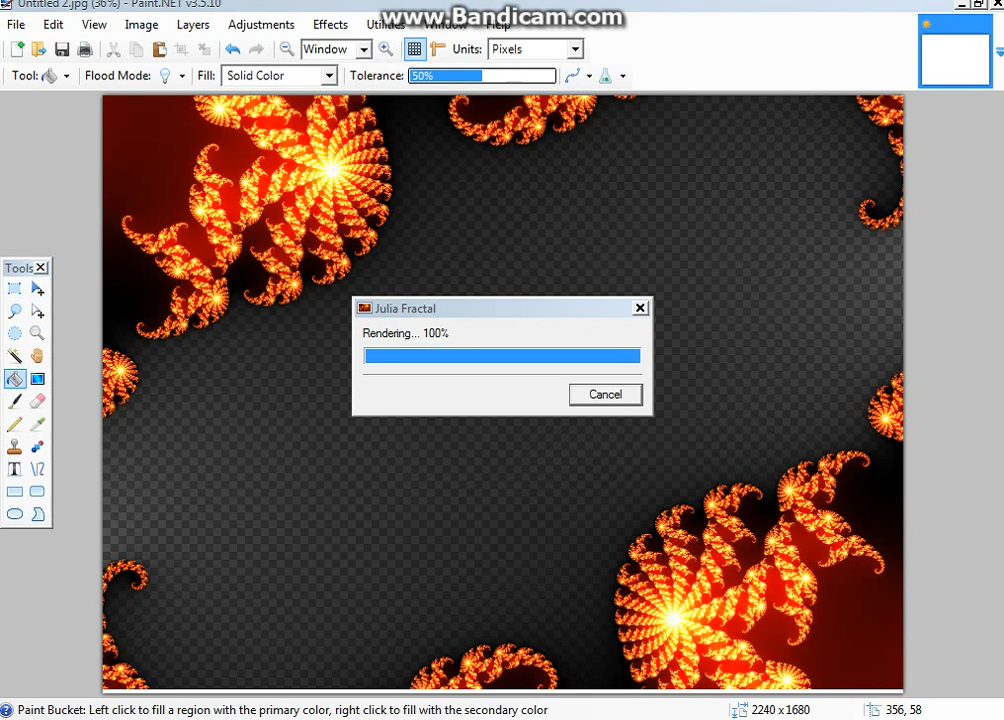 Untitled 2.jpg (36%) - Paint.NET v3.5.10
www.Bandicam.com
File Edit View Image Layers Adjustments Effects Utilities Window Help
Window Units: Pixels
Tool: Flood Mode: Fill: Solid Color Tolerance: 50%
Tools
Julia Fractal
Rendering... 100%
Cancel
Paint Bucket: Left click to fill a region with the primary color, right click to fill with the secondary color 2240 x 1680 356, 58